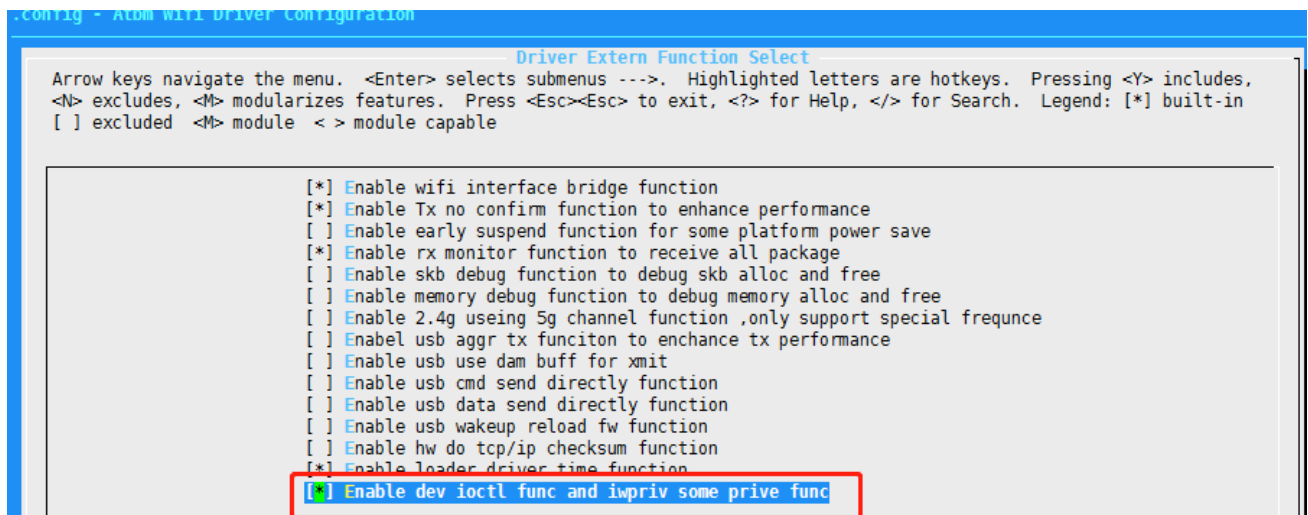 .config - Atbm Wifi Driver Configuration
Driver Extern Function Select
Arrow keys navigate the menu. <Enter> selects submenus --->. Highlighted letters are hotkeys. Pressing <Y> includes,
<N> excludes, <M> modularizes features. Press <Esc><Esc> to exit, <?> for Help, </> for Search. Legend: [*] built-in
[ ] excluded <M> module < > module capable
[*] Enable wifi interface bridge function
[*] Enable Tx no confirm function to enhance performance
[ ] Enable early suspend function for some platform power save
[*] Enable rx monitor function to receive all package
[ ] Enable skb debug function to debug skb alloc and free
[ ] Enable memory debug function to debug memory alloc and free
[ ] Enable 2.4g useing 5g channel function ,only support special frequnce
[ ] Enabel usb aggr tx funciton to enchance tx performance
[ ] Enable usb use dam buff for xmit
[ ] Enable usb cmd send directly function
[ ] Enable usb data send directly function
[ ] Enable usb wakeup reload fw function
[ ] Enable hw do tcp/ip checksum function
[*] Enable loader driver time function
[*] Enable dev ioctl func and iwpriv some prive func